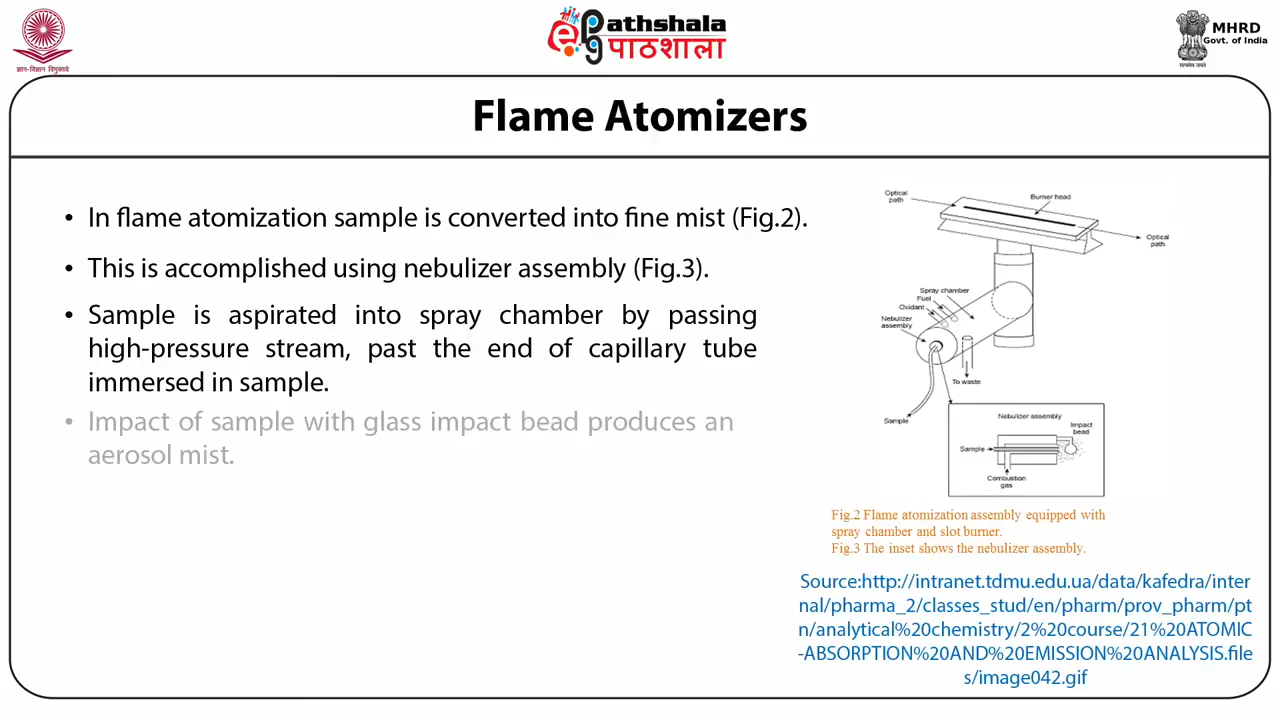 ज्ञान-विज्ञान विमुक्तये
ePathshala
पाठशाला
सत्यमेव जयते
MHRD
Govt. of India
Flame Atomizers
• In flame atomization sample is converted into fine mist (Fig.2).
• This is accomplished using nebulizer assembly (Fig.3).
• Sample is aspirated into spray chamber by passing
high-pressure stream, past the end of capillary tube
immersed in sample.
• Impact of sample with glass impact bead produces an
aerosol mist.
Optical
path
Burner head
Optical
path
Spray chamber
Fuel
Oxidant
Nebulizer
assembly
To waste
Sample
Nebulizer assembly
Impact
bead
Sample
Combustion
gas
Fig.2 Flame atomization assembly equipped with
spray chamber and slot burner.
Fig.3 The inset shows the nebulizer assembly.
Source:http://intranet.tdmu.edu.ua/data/kafedra/inter
nal/pharma_2/classes_stud/en/pharm/prov_pharm/pt
n/analytical%20chemistry/2%20course/21%20ATOMIC
-ABSORPTION%20AND%20EMISSION%20ANALYSIS.file
s/image042.gif